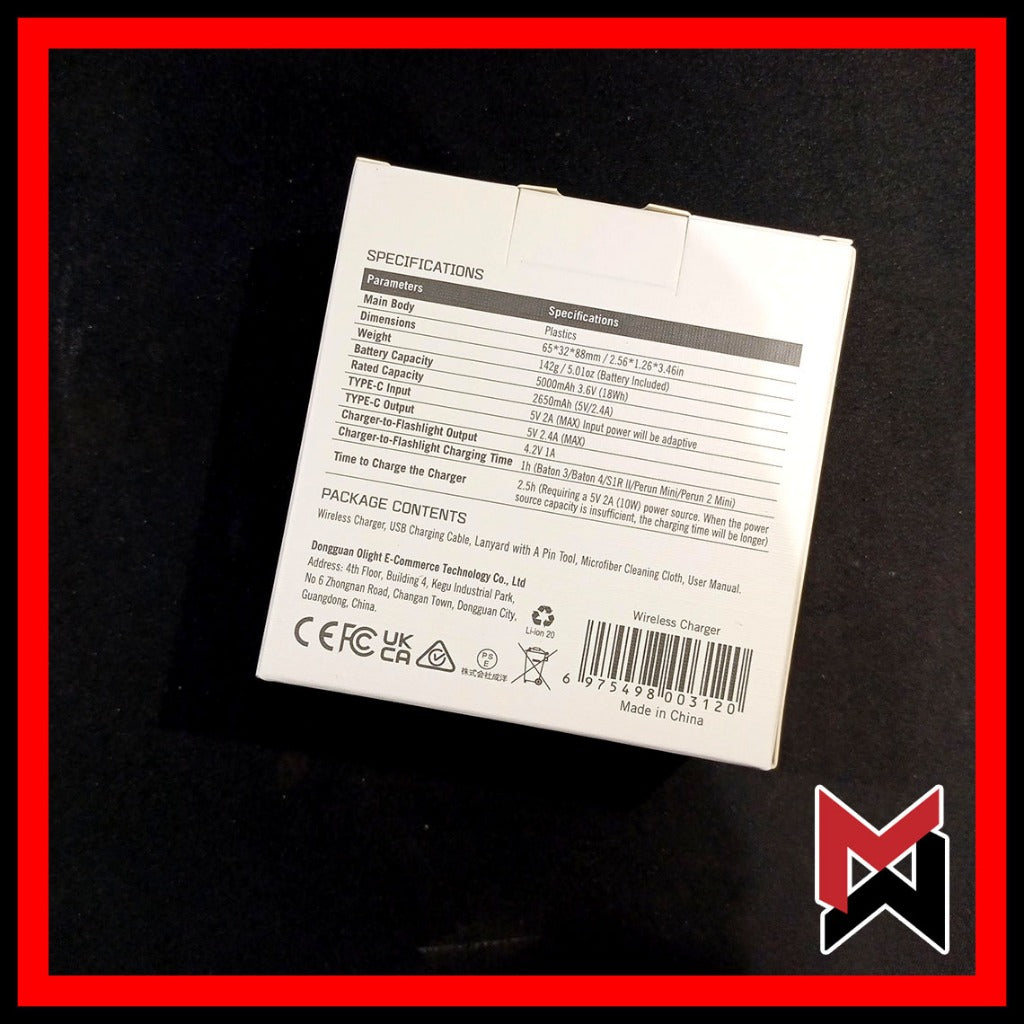 SPECIFICATIONS
Parameters Specifications
Main Body Plastics
Dimensions 65*32*88mm / 2.56*1.26*3.46in
Weight 142g / 5.01oz (Battery Included)
Battery Capacity 5000mAh 3.6V (18Wh)
Rated Capacity 2650mAh (5V/2.4A)
TYPE-C Input 5V 2A (MAX) Input power will be adaptive
TYPE-C Output 5V 2.4A (MAX)
Charger-to-Flashlight Output 4.2V 1A
Charger-to-Flashlight Charging Time 1h (Baton 3/Baton 4/S1R II/Perun Mini/Perun 2 Mini)
Time to Charge the Charger 2.5h (Requiring a 5V 2A (10W) power source. When the power
source capacity is insufficient, the charging time will be longer)
PACKAGE CONTENTS
Wireless Charger, USB Charging Cable, Lanyard with A Pin Tool, Microfiber Cleaning Cloth, User Manual.
Dongguan Olight E-Commerce Technology Co., Ltd
Address: 4th Floor, Building 4, Kegu Industrial Park,
No 6 Zhongnan Road, Changan Town, Dongguan City,
Guangdong, China.
CE FC UK
CA
PS
E
株式会社成洋
Li-ion 20
Wireless Charger
6 975498 003120
Made in China